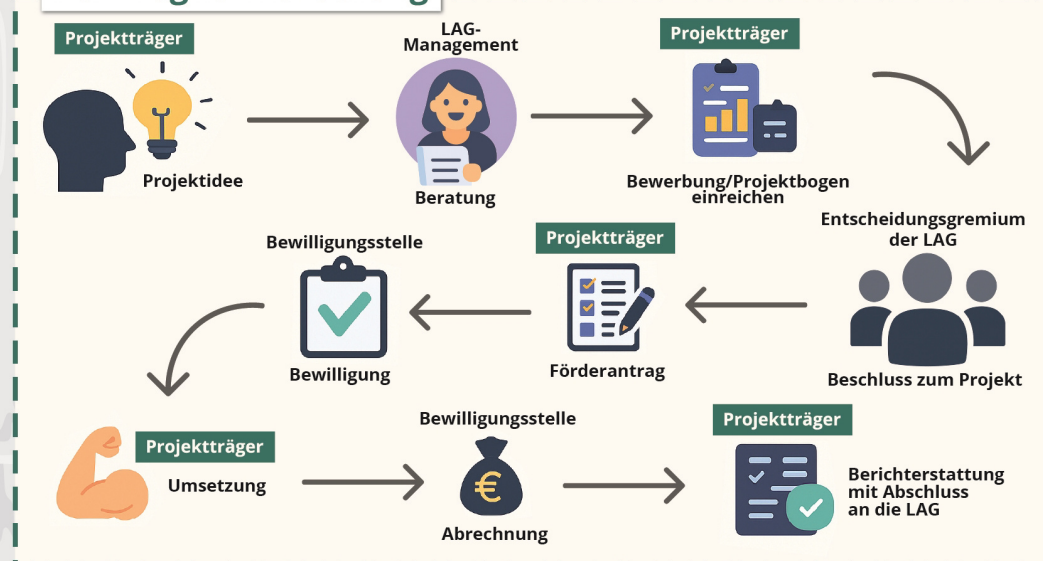 Projektträger
Projektidee
LAG-
Management
Beratung
Projektträger
Bewerbung/Projektbogen
einreichen
Entscheidungsgremium
der LAG
Beschluss zum Projekt
Projektträger
Förderantrag
Bewilligungsstelle
Bewilligung
Projektträger
Umsetzung
Bewilligungsstelle
€
Abrechnung
Projektträger
Berichterstattung
mit Abschluss
an die LAG